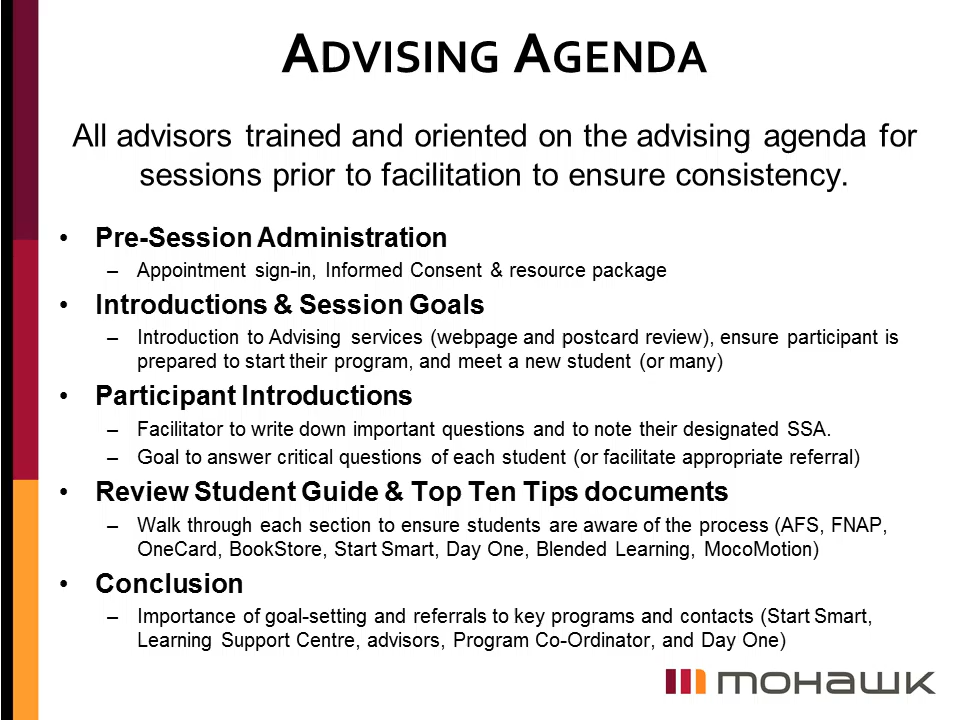 ADVISING AGENDA
All advisors trained and oriented on the advising agenda for
sessions prior to facilitation to ensure consistency.
• Pre-Session Administration
– Appointment sign-in, Informed Consent & resource package
• Introductions & Session Goals
– Introduction to Advising services (webpage and postcard review), ensure participant is
prepared to start their program, and meet a new student (or many)
• Participant Introductions
– Facilitator to write down important questions and to note their designated SSA.
– Goal to answer critical questions of each student (or facilitate appropriate referral)
• Review Student Guide & Top Ten Tips documents
– Walk through each section to ensure students are aware of the process (AFS, FNAP,
OneCard, BookStore, Start Smart, Day One, Blended Learning, MocoMotion)
• Conclusion
– Importance of goal-setting and referrals to key programs and contacts (Start Smart,
Learning Support Centre, advisors, Program Co-Ordinator, and Day One)
mohawk